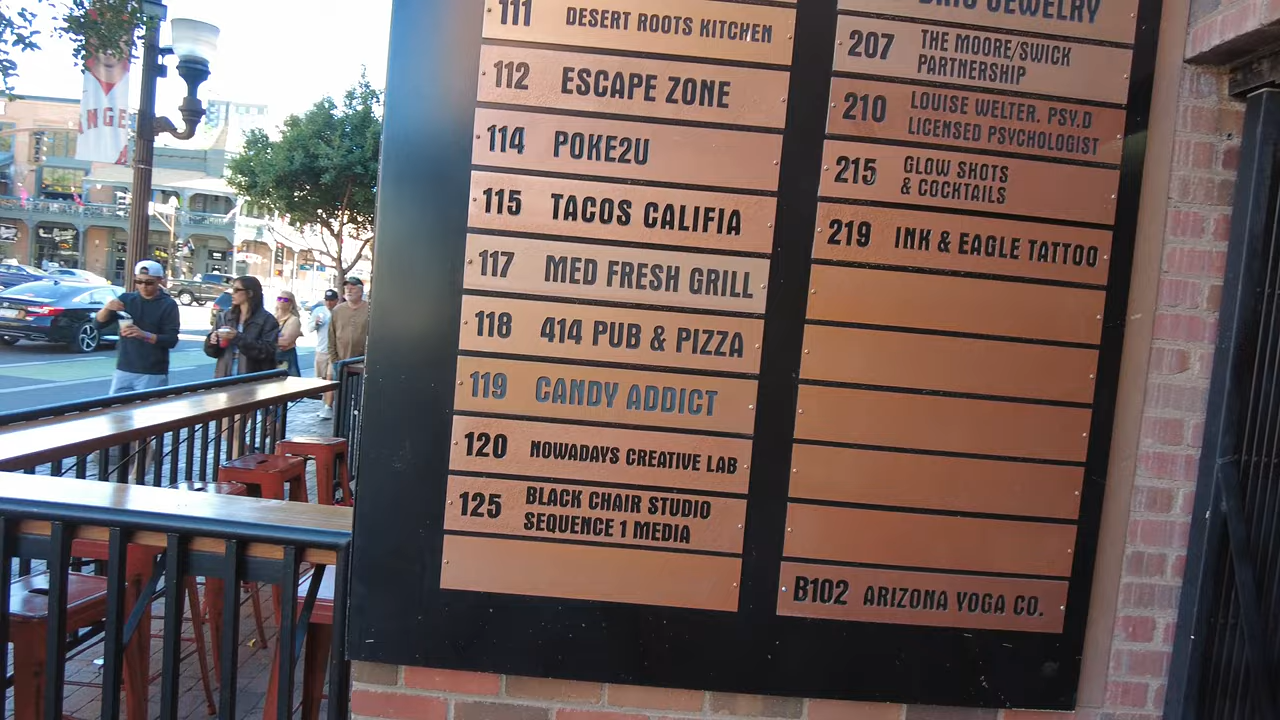 111 DESERT ROOTS KITCHEN
112 ESCAPE ZONE
114 POKE2U
115 TACOS CALIFIA
117 MED FRESH GRILL
118 414 PUB & PIZZA
119 CANDY ADDICT
120 NOWADAYS CREATIVE LAB
125 BLACK CHAIR STUDIO
SEQUENCE 1 MEDIA
JEWELRY
207 THE MOORE/SWICK
PARTNERSHIP
210 LOUISE WELTER. PSY.D
LICENSED PSYCHOLOGIST
215 GLOW SHOTS
& COCKTAILS
219 INK & EAGLE TATTOO
B102 ARIZONA YOGA CO.